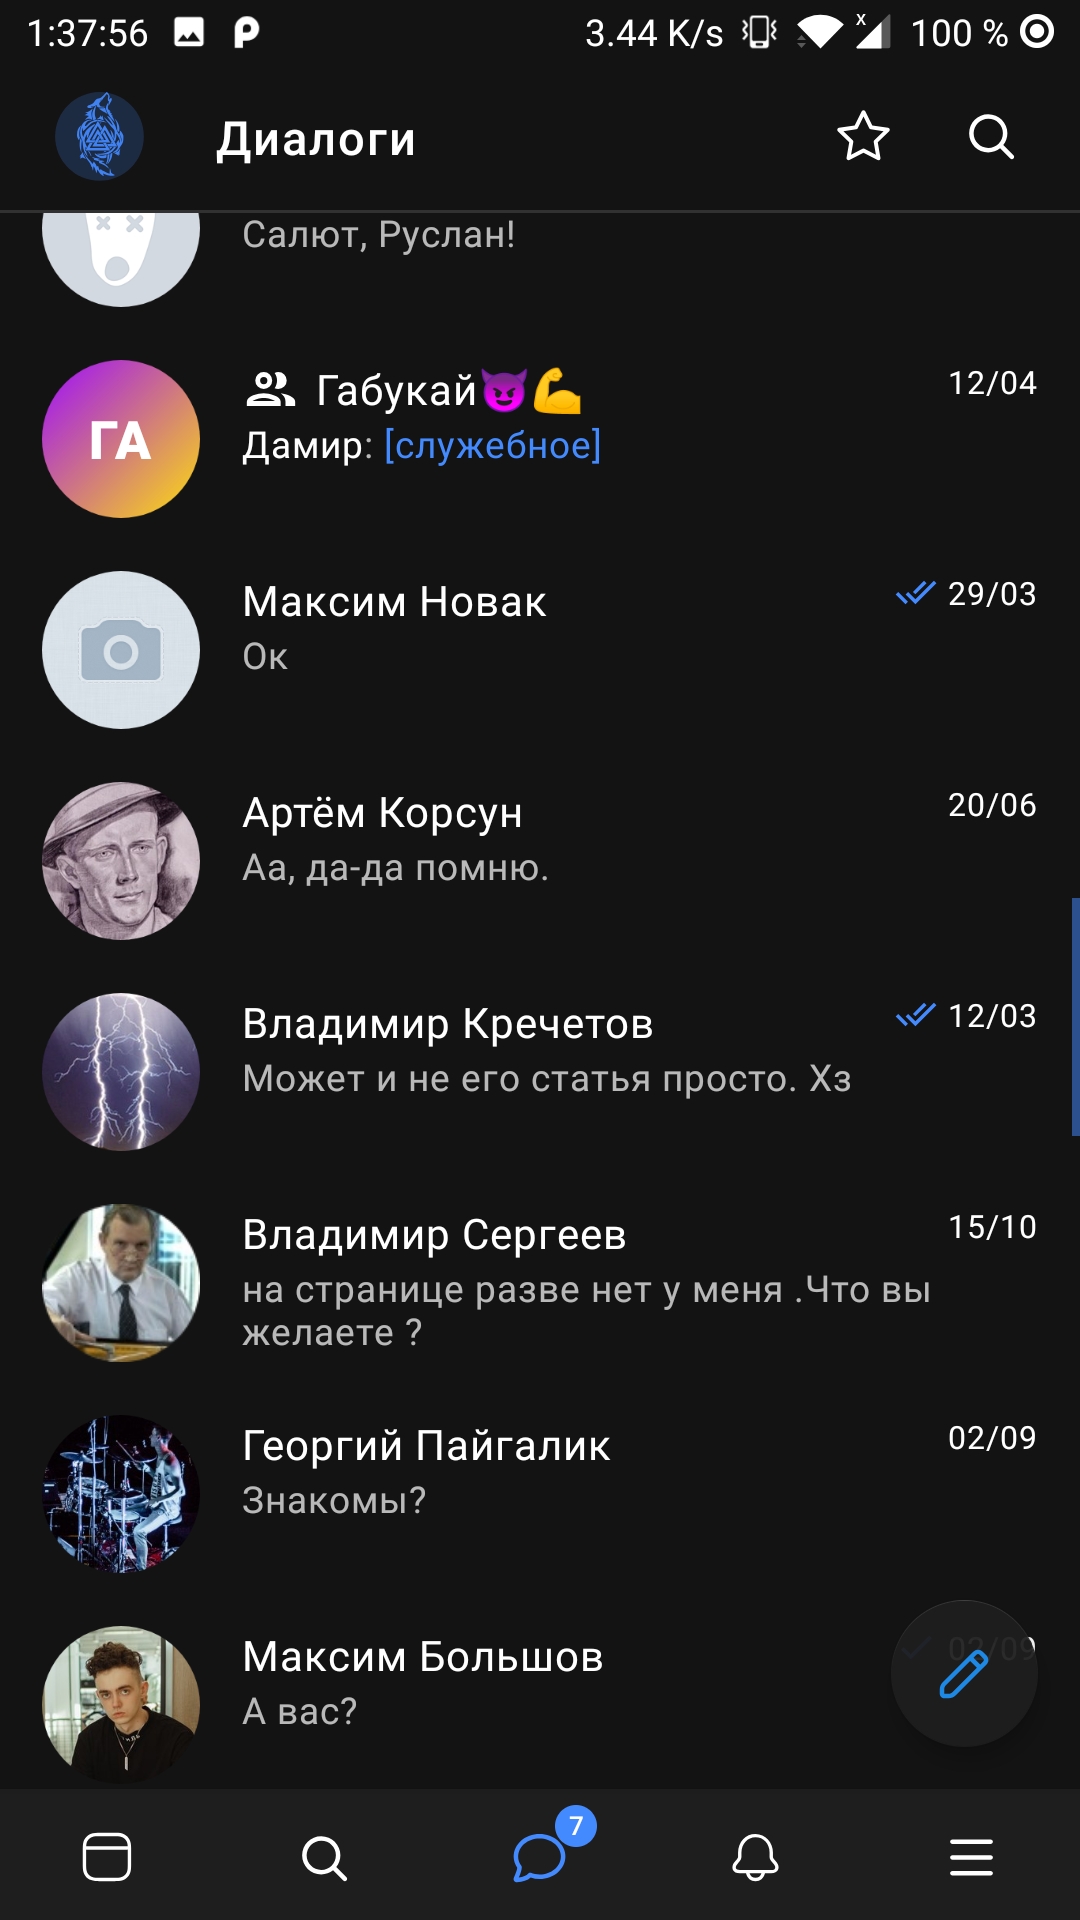 1:37:56 3.44 K/s x 100 %
Диалоги
Салют, Руслан!
ГА
Габукай😈💪 12/04
Дамир: [служебное]
Максим Новак 29/03
Ок
Артём Корсун 20/06
Аа, да-да помню.
Владимир Кречетов 12/03
Может и не его статья просто. Хз
Владимир Сергеев 15/10
на странице разве нет у меня .Что вы
желаете ?
Георгий Пайгалик 02/09
Знакомы?
Максим Большов 02/09
А вас?
7